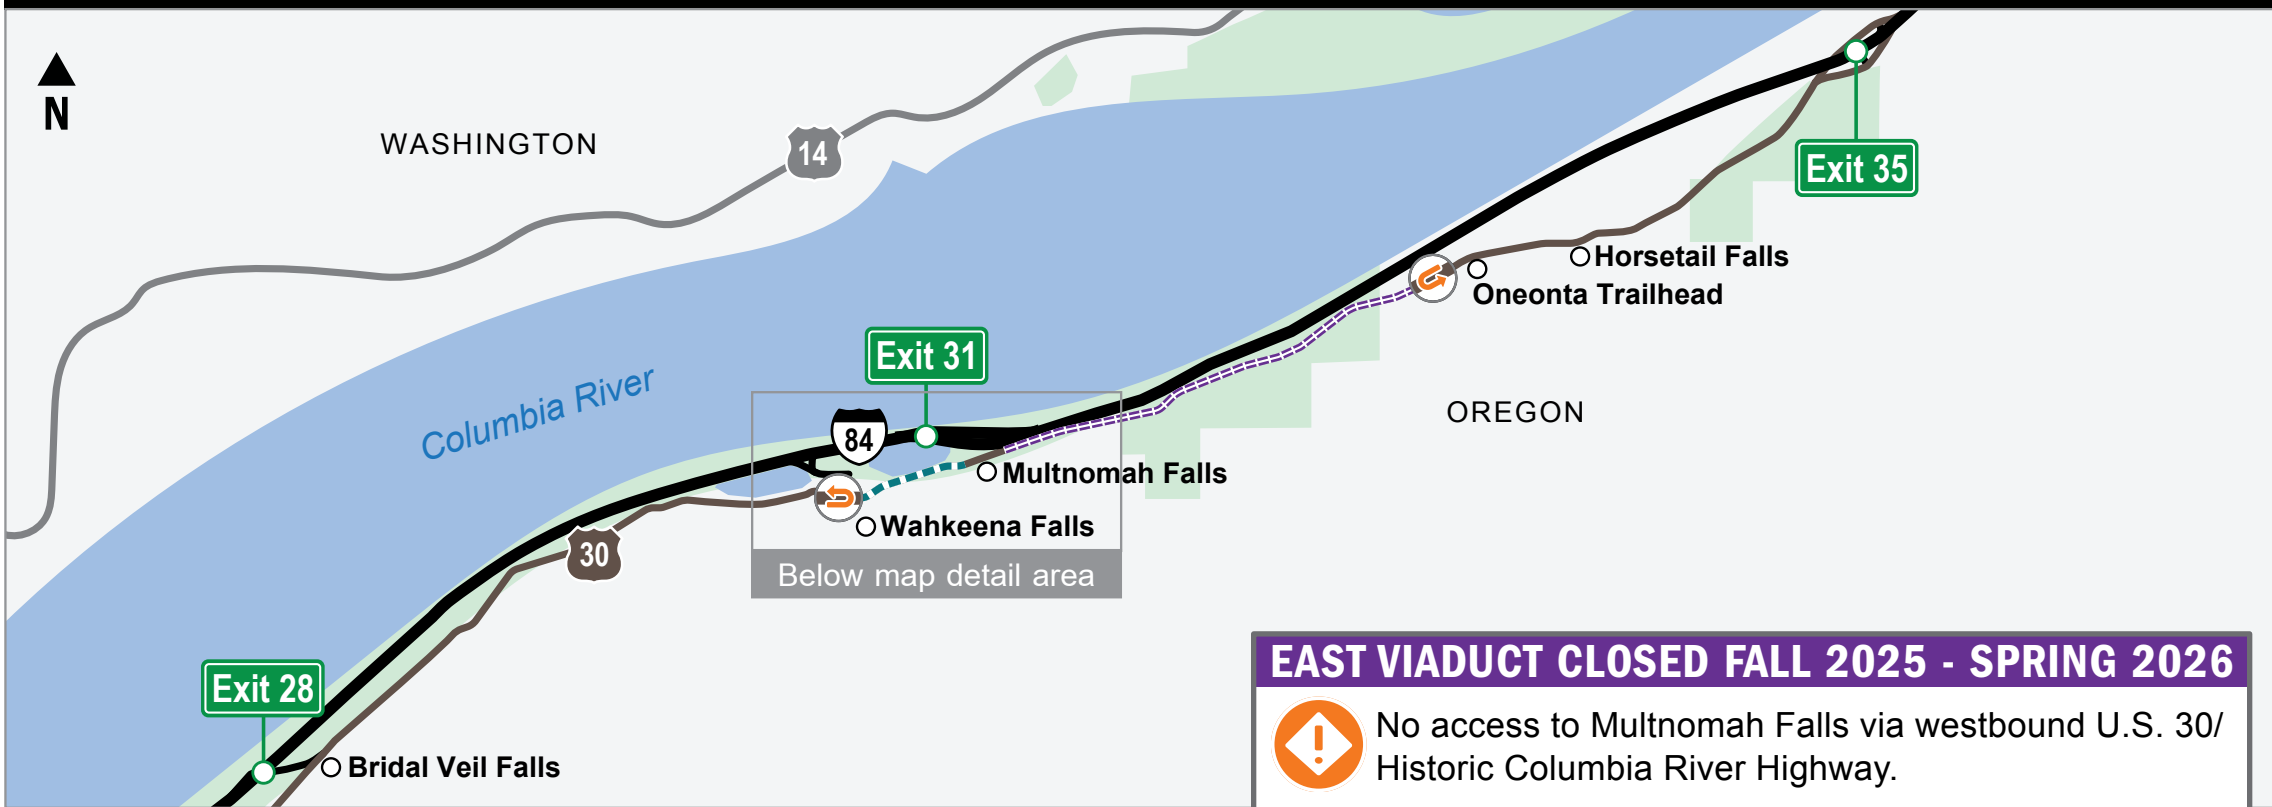 N
WASHINGTON
14
Exit 35
Horsetail Falls
Oneonta Trailhead
Exit 31
Columbia River
84
OREGON
Multnomah Falls
Wahkeena Falls
30
Below map detail area
Exit 28
Bridal Veil Falls
EAST VIADUCT CLOSED FALL 2025 - SPRING 2026
No access to Multnomah Falls via westbound U.S. 30/
Historic Columbia River Highway.